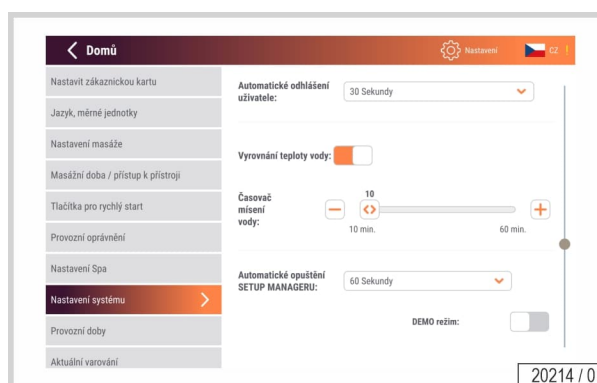 Domů
Nastavení
CZ !
Nastavit zákaznickou kartu
Jazyk, měrné jednotky
Nastavení masáže
Masážní doba / přístup k přístroji
Tlačítka pro rychlý start
Provozní oprávnění
Nastavení Spa
Nastavení systému
Provozní doby
Aktuální varování
Automatické odhlášení
uživatele:
30 Sekundy
Vyrovnání teploty vody:
Časovač
mísení
vody:
10
10 min.
60 min.
Automatické opuštění
SETUP MANAGERU:
60 Sekundy
DEMO režim:
20214 / 0